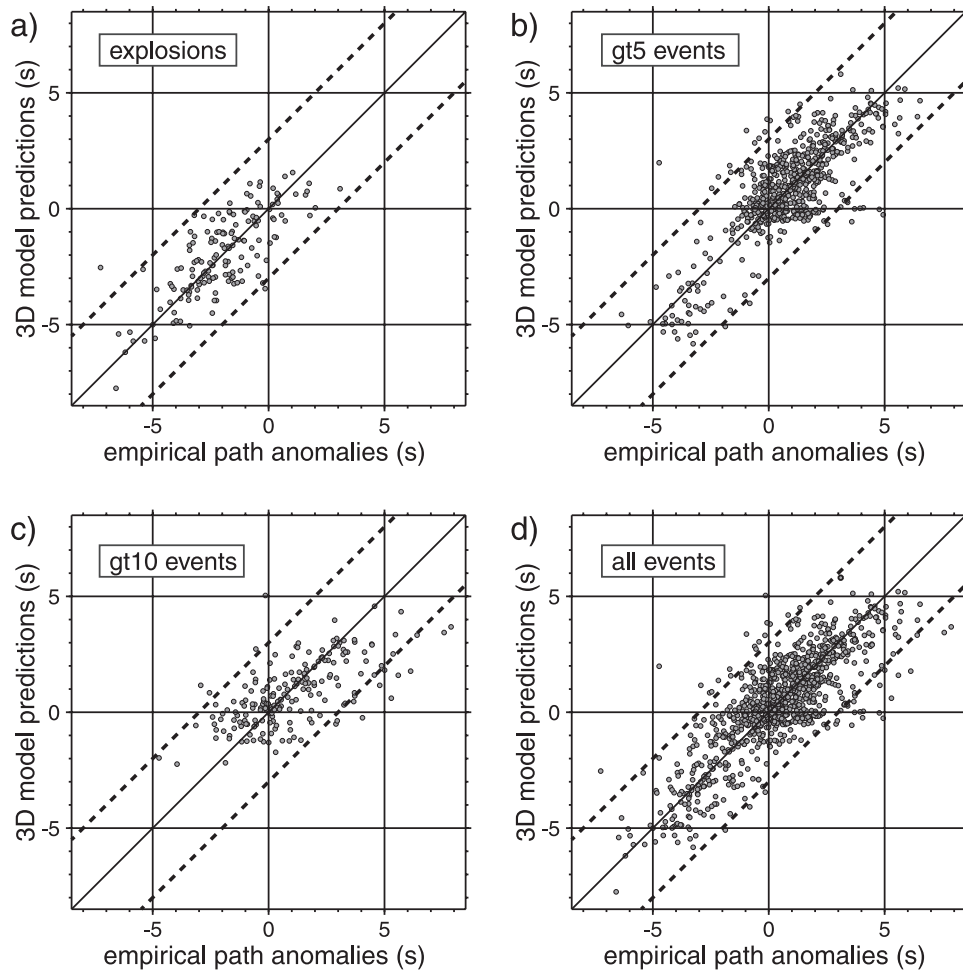 a)
explosions
3D model predictions (s)
5
0
-5
-5
0
5
empirical path anomalies (s)
b)
gt5 events
3D model predictions (s)
5
0
-5
-5
0
5
empirical path anomalies (s)
c)
gt10 events
3D model predictions (s)
5
0
-5
-5
0
5
empirical path anomalies (s)
d)
all events
3D model predictions (s)
5
0
-5
-5
0
5
empirical path anomalies (s)